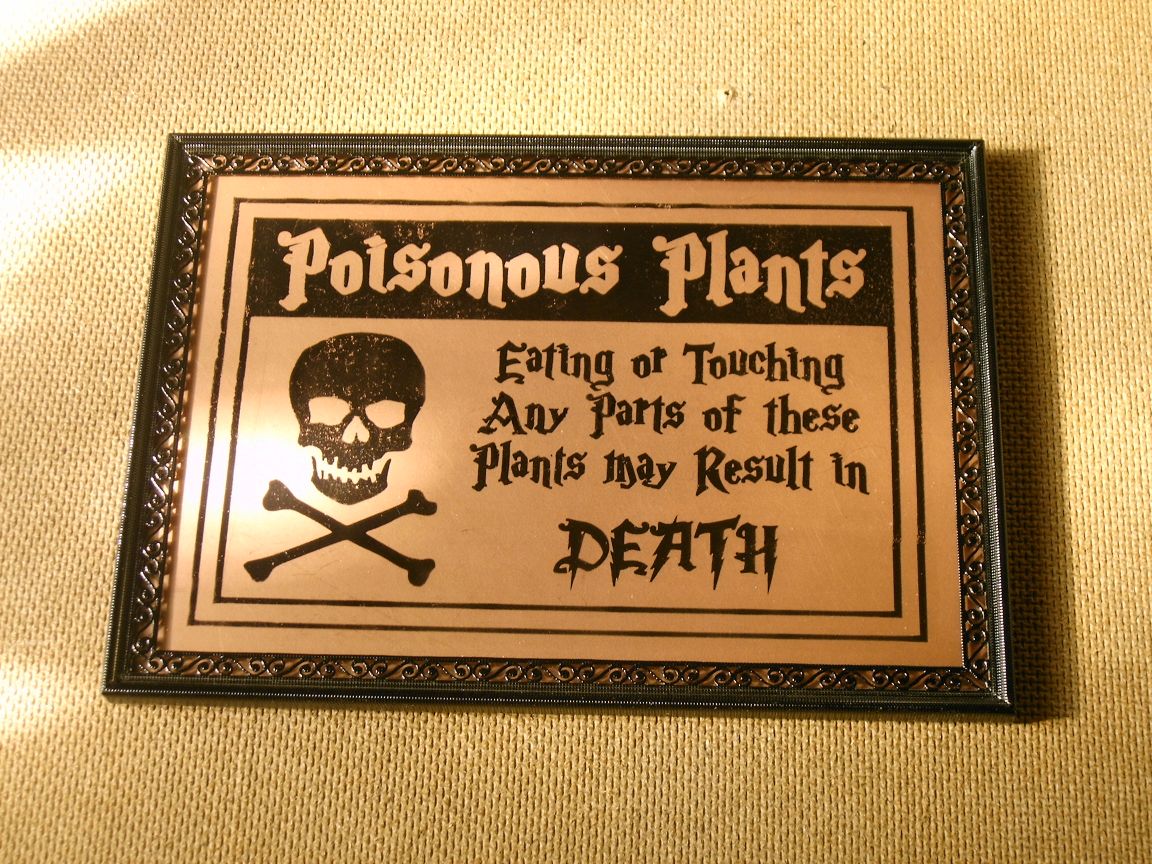 Poisonous Plants
Eating or Touching
Any Parts of these
Plants may Result in
DEATH